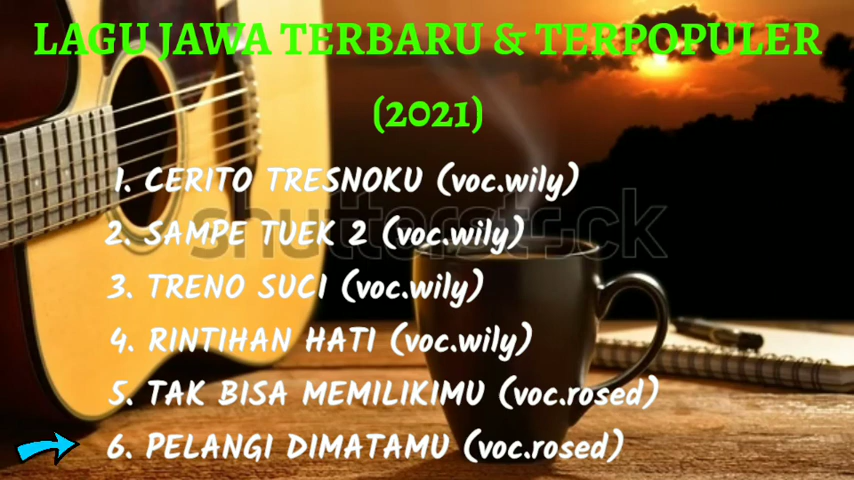 LAGU JAWA TERBARU & TERPOPULER
(2021)
1. CERITO TRESNOKU (voc.wily)
2. SAMPE TUEK 2 (voc.wily)
shutterstock
3. TRENO SUCI (voc.wily)
4. RINTIHAN HATI (voc.wily)
5. TAK BISA MEMILIKIMU (voc.rosed)
6. PELANGI DIMATAMU (voc.rosed)